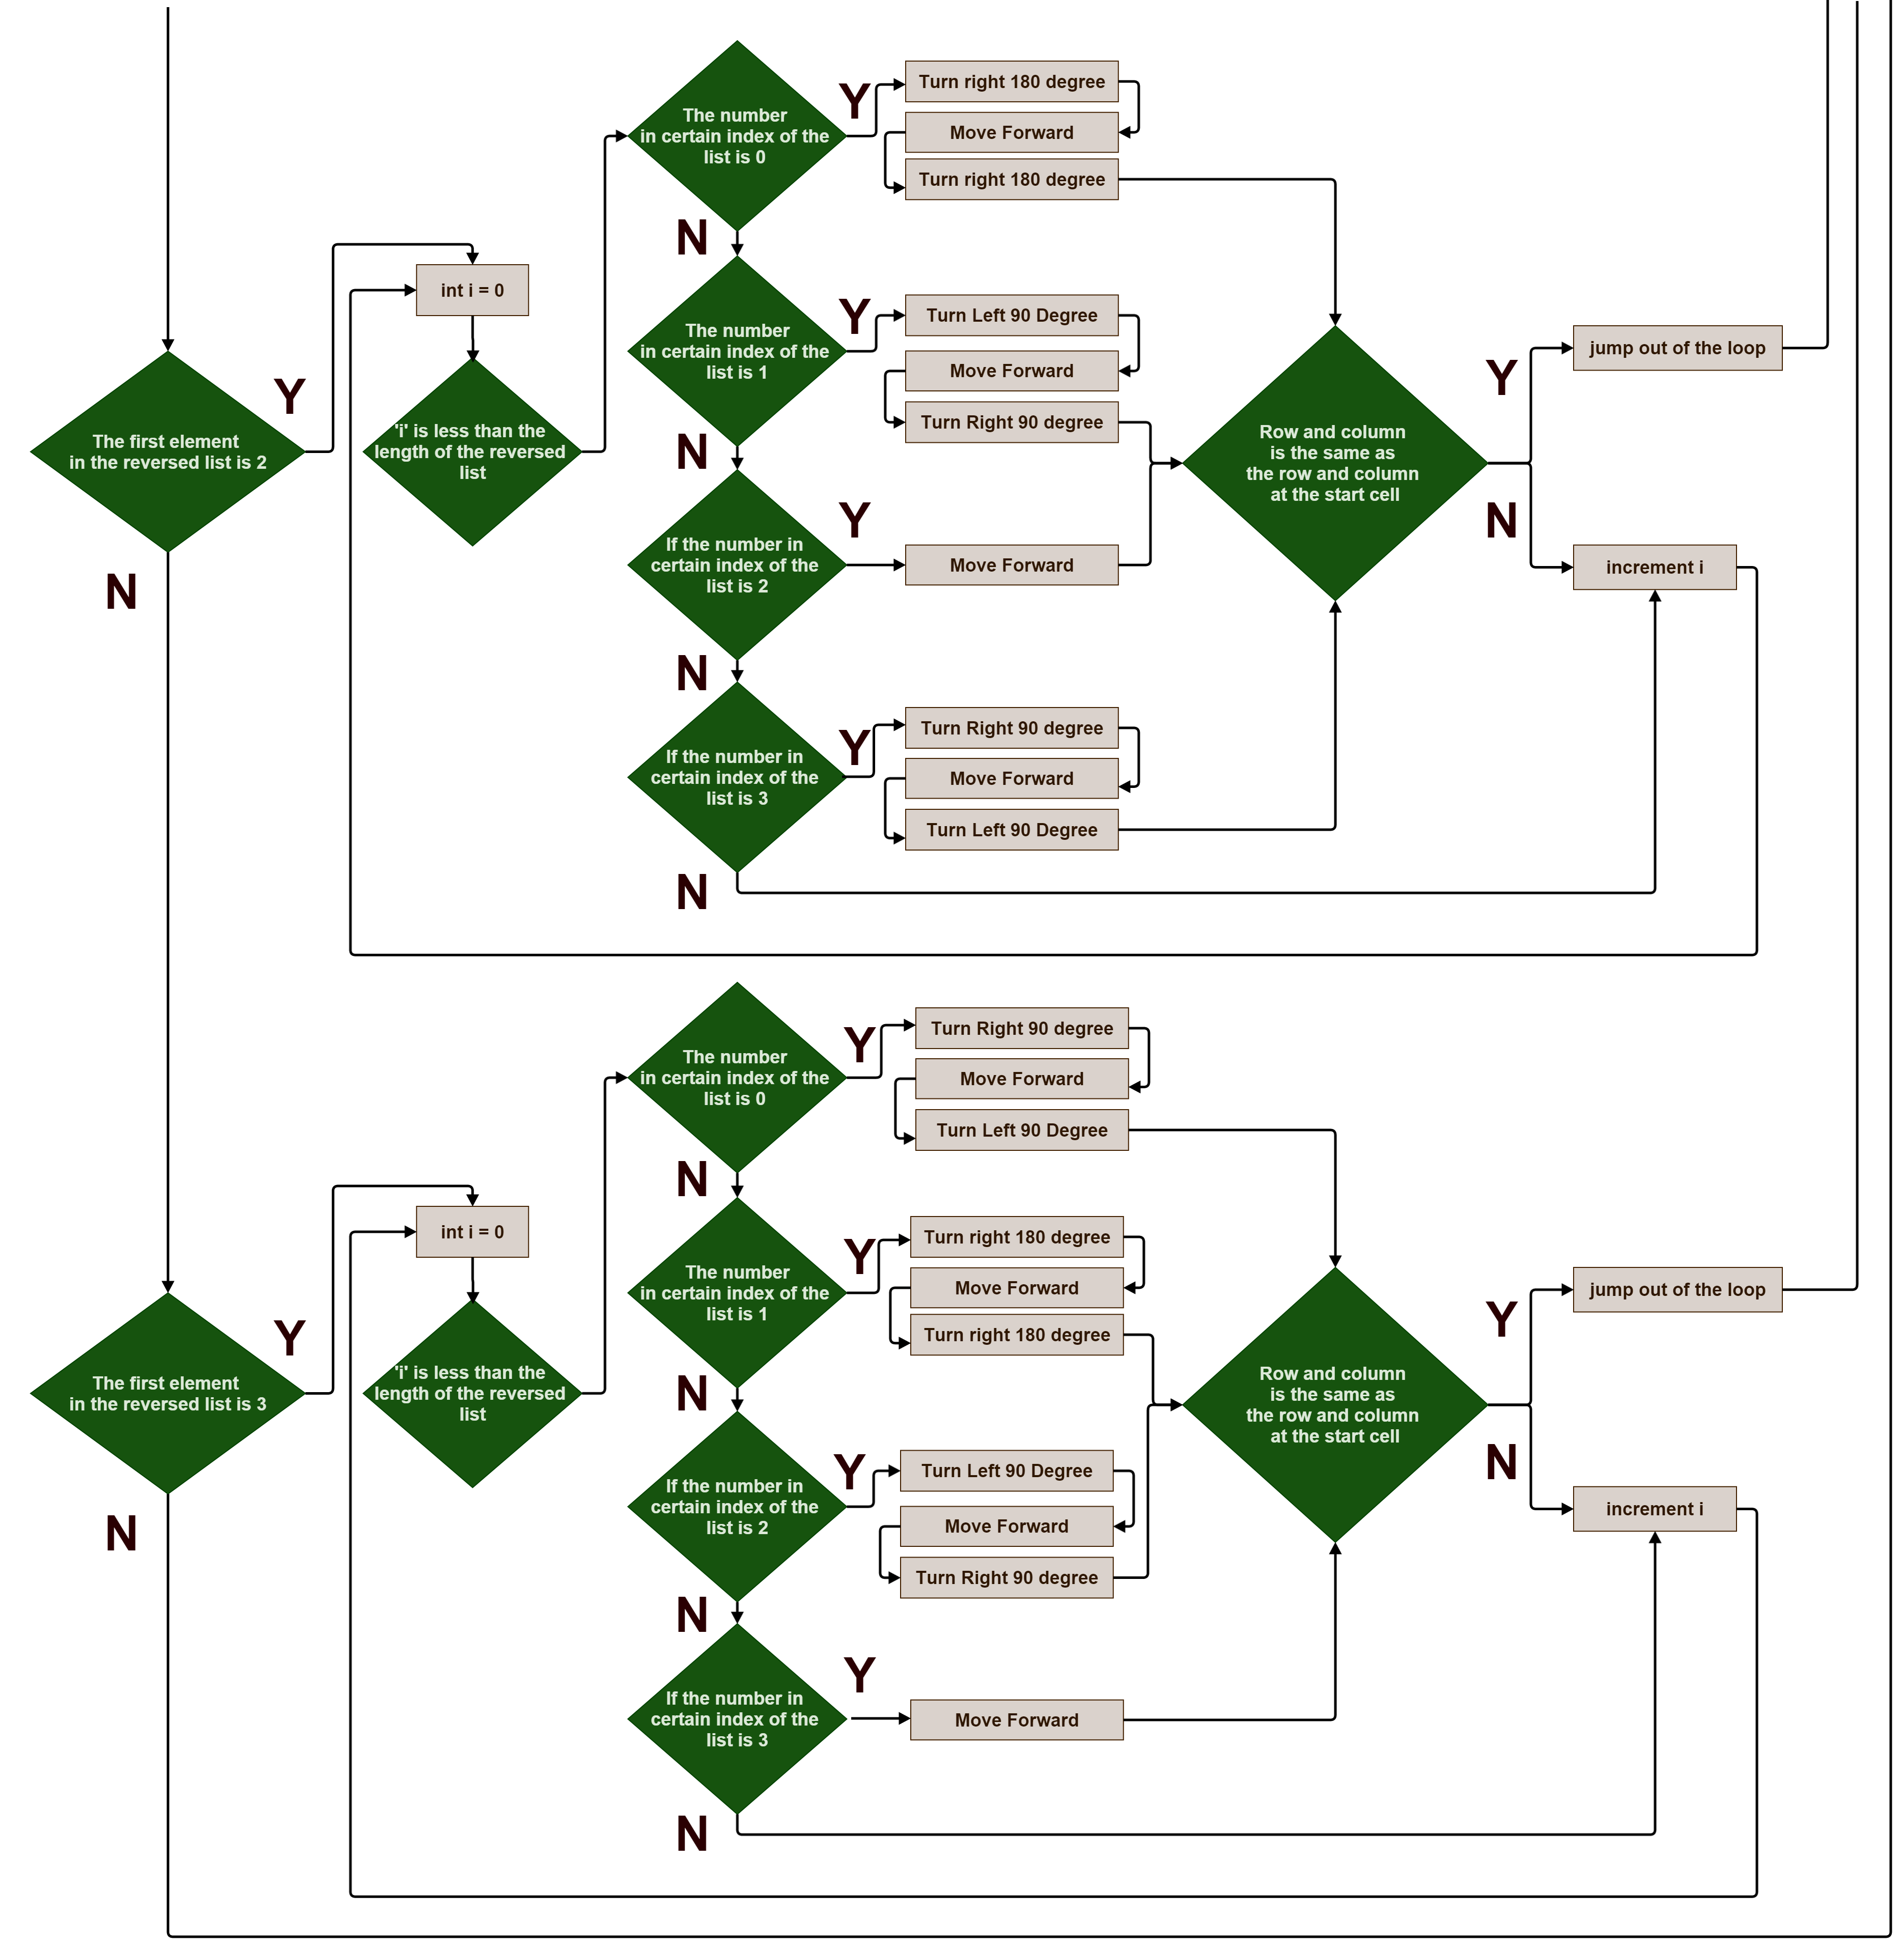 The number
in certain index of the
list is 0
Y
Turn right 180 degree
Move Forward
Turn right 180 degree
N
int i = 0
The number
in certain index of the
list is 1
Y
Turn Left 90 Degree
Move Forward
Turn Right 90 degree
N
The first element
in the reversed list is 2
Y
N
'i' is less than the
length of the reversed
list
If the number in
certain index of the
list is 2
Y
Move Forward
N
If the number in
certain index of the
list is 3
Y
Turn Right 90 degree
Move Forward
Turn Left 90 Degree
N
Row and column
is the same as
the row and column
at the start cell
Y
jump out of the loop
N
increment i
The number
in certain index of the
list is 0
Y
Turn Right 90 degree
Move Forward
Turn Left 90 Degree
N
int i = 0
The number
in certain index of the
list is 1
Y
Turn right 180 degree
Move Forward
Turn right 180 degree
N
The first element
in the reversed list is 3
Y
N
'i' is less than the
length of the reversed
list
If the number in
certain index of the
list is 2
Y
Turn Left 90 Degree
Move Forward
Turn Right 90 degree
N
If the number in
certain index of the
list is 3
Y
Move Forward
N
Row and column
is the same as
the row and column
at the start cell
Y
jump out of the loop
N
increment i